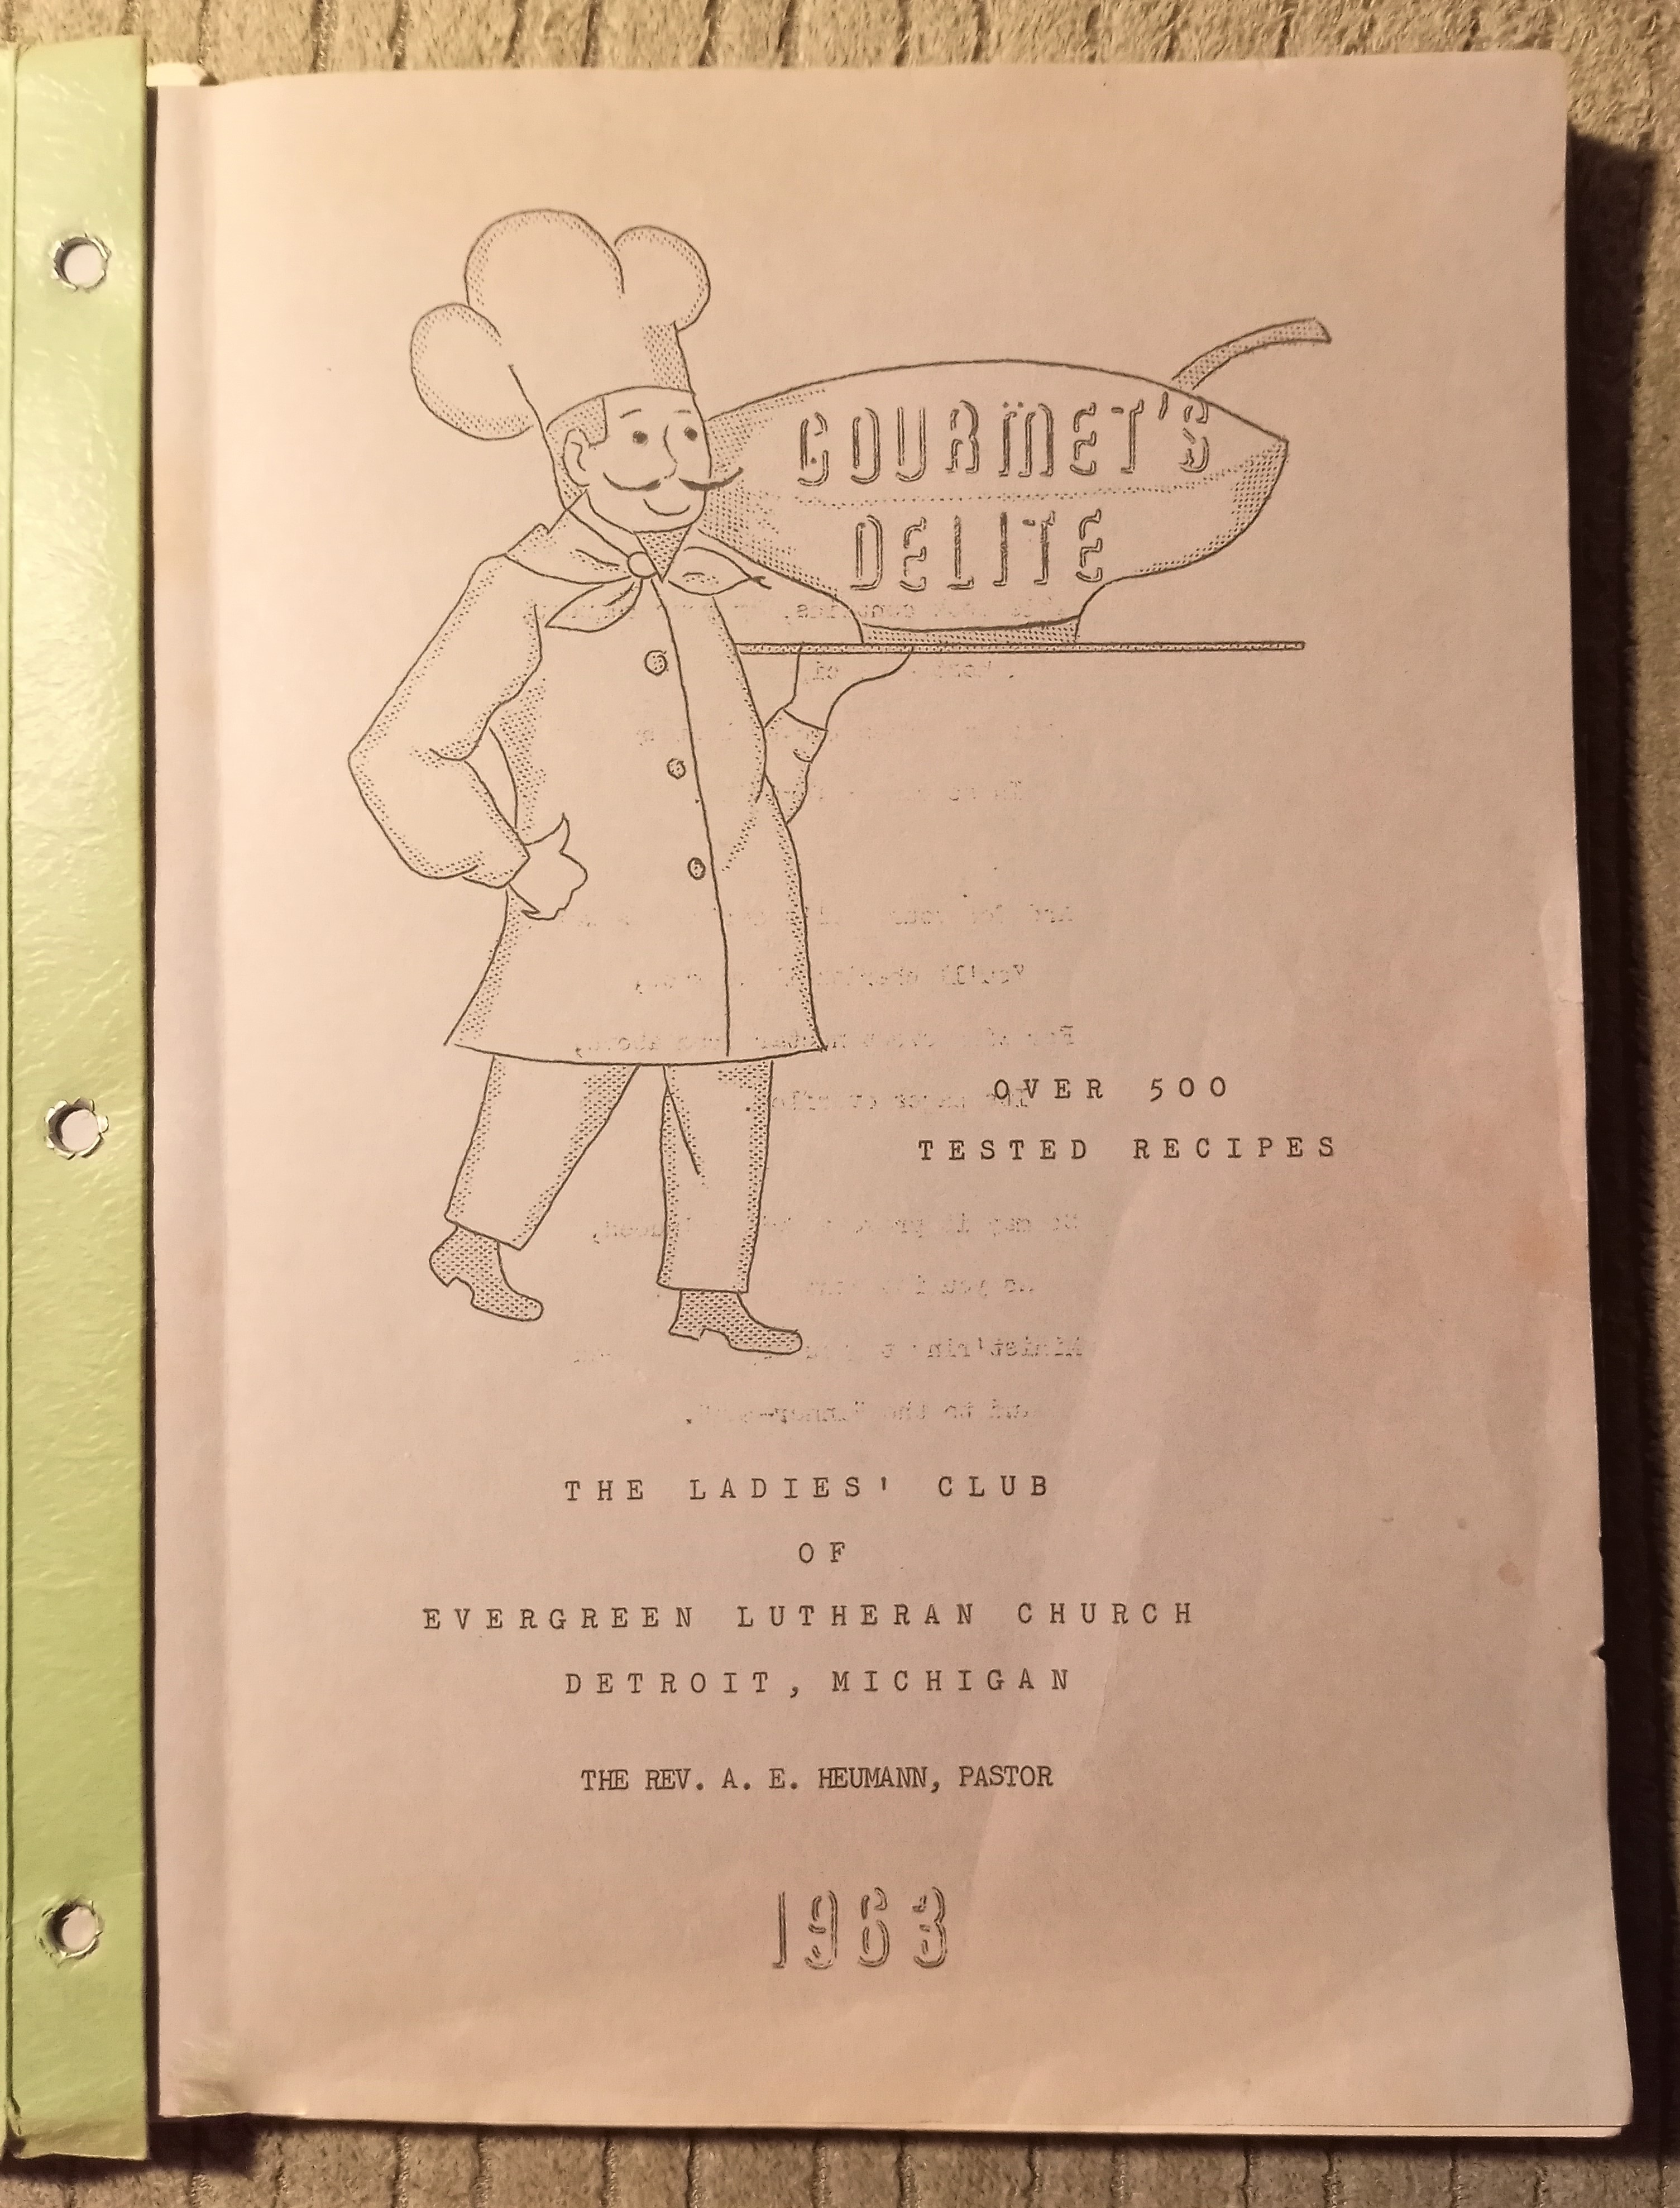 GOURMET'S
DELITE
OVER 500
TESTED RECIPES
THE LADIES' CLUB
OF
EVERGREEN LUTHERAN CHURCH
DETROIT, MICHIGAN
THE REV. A. E. HEUMANN, PASTOR
1963